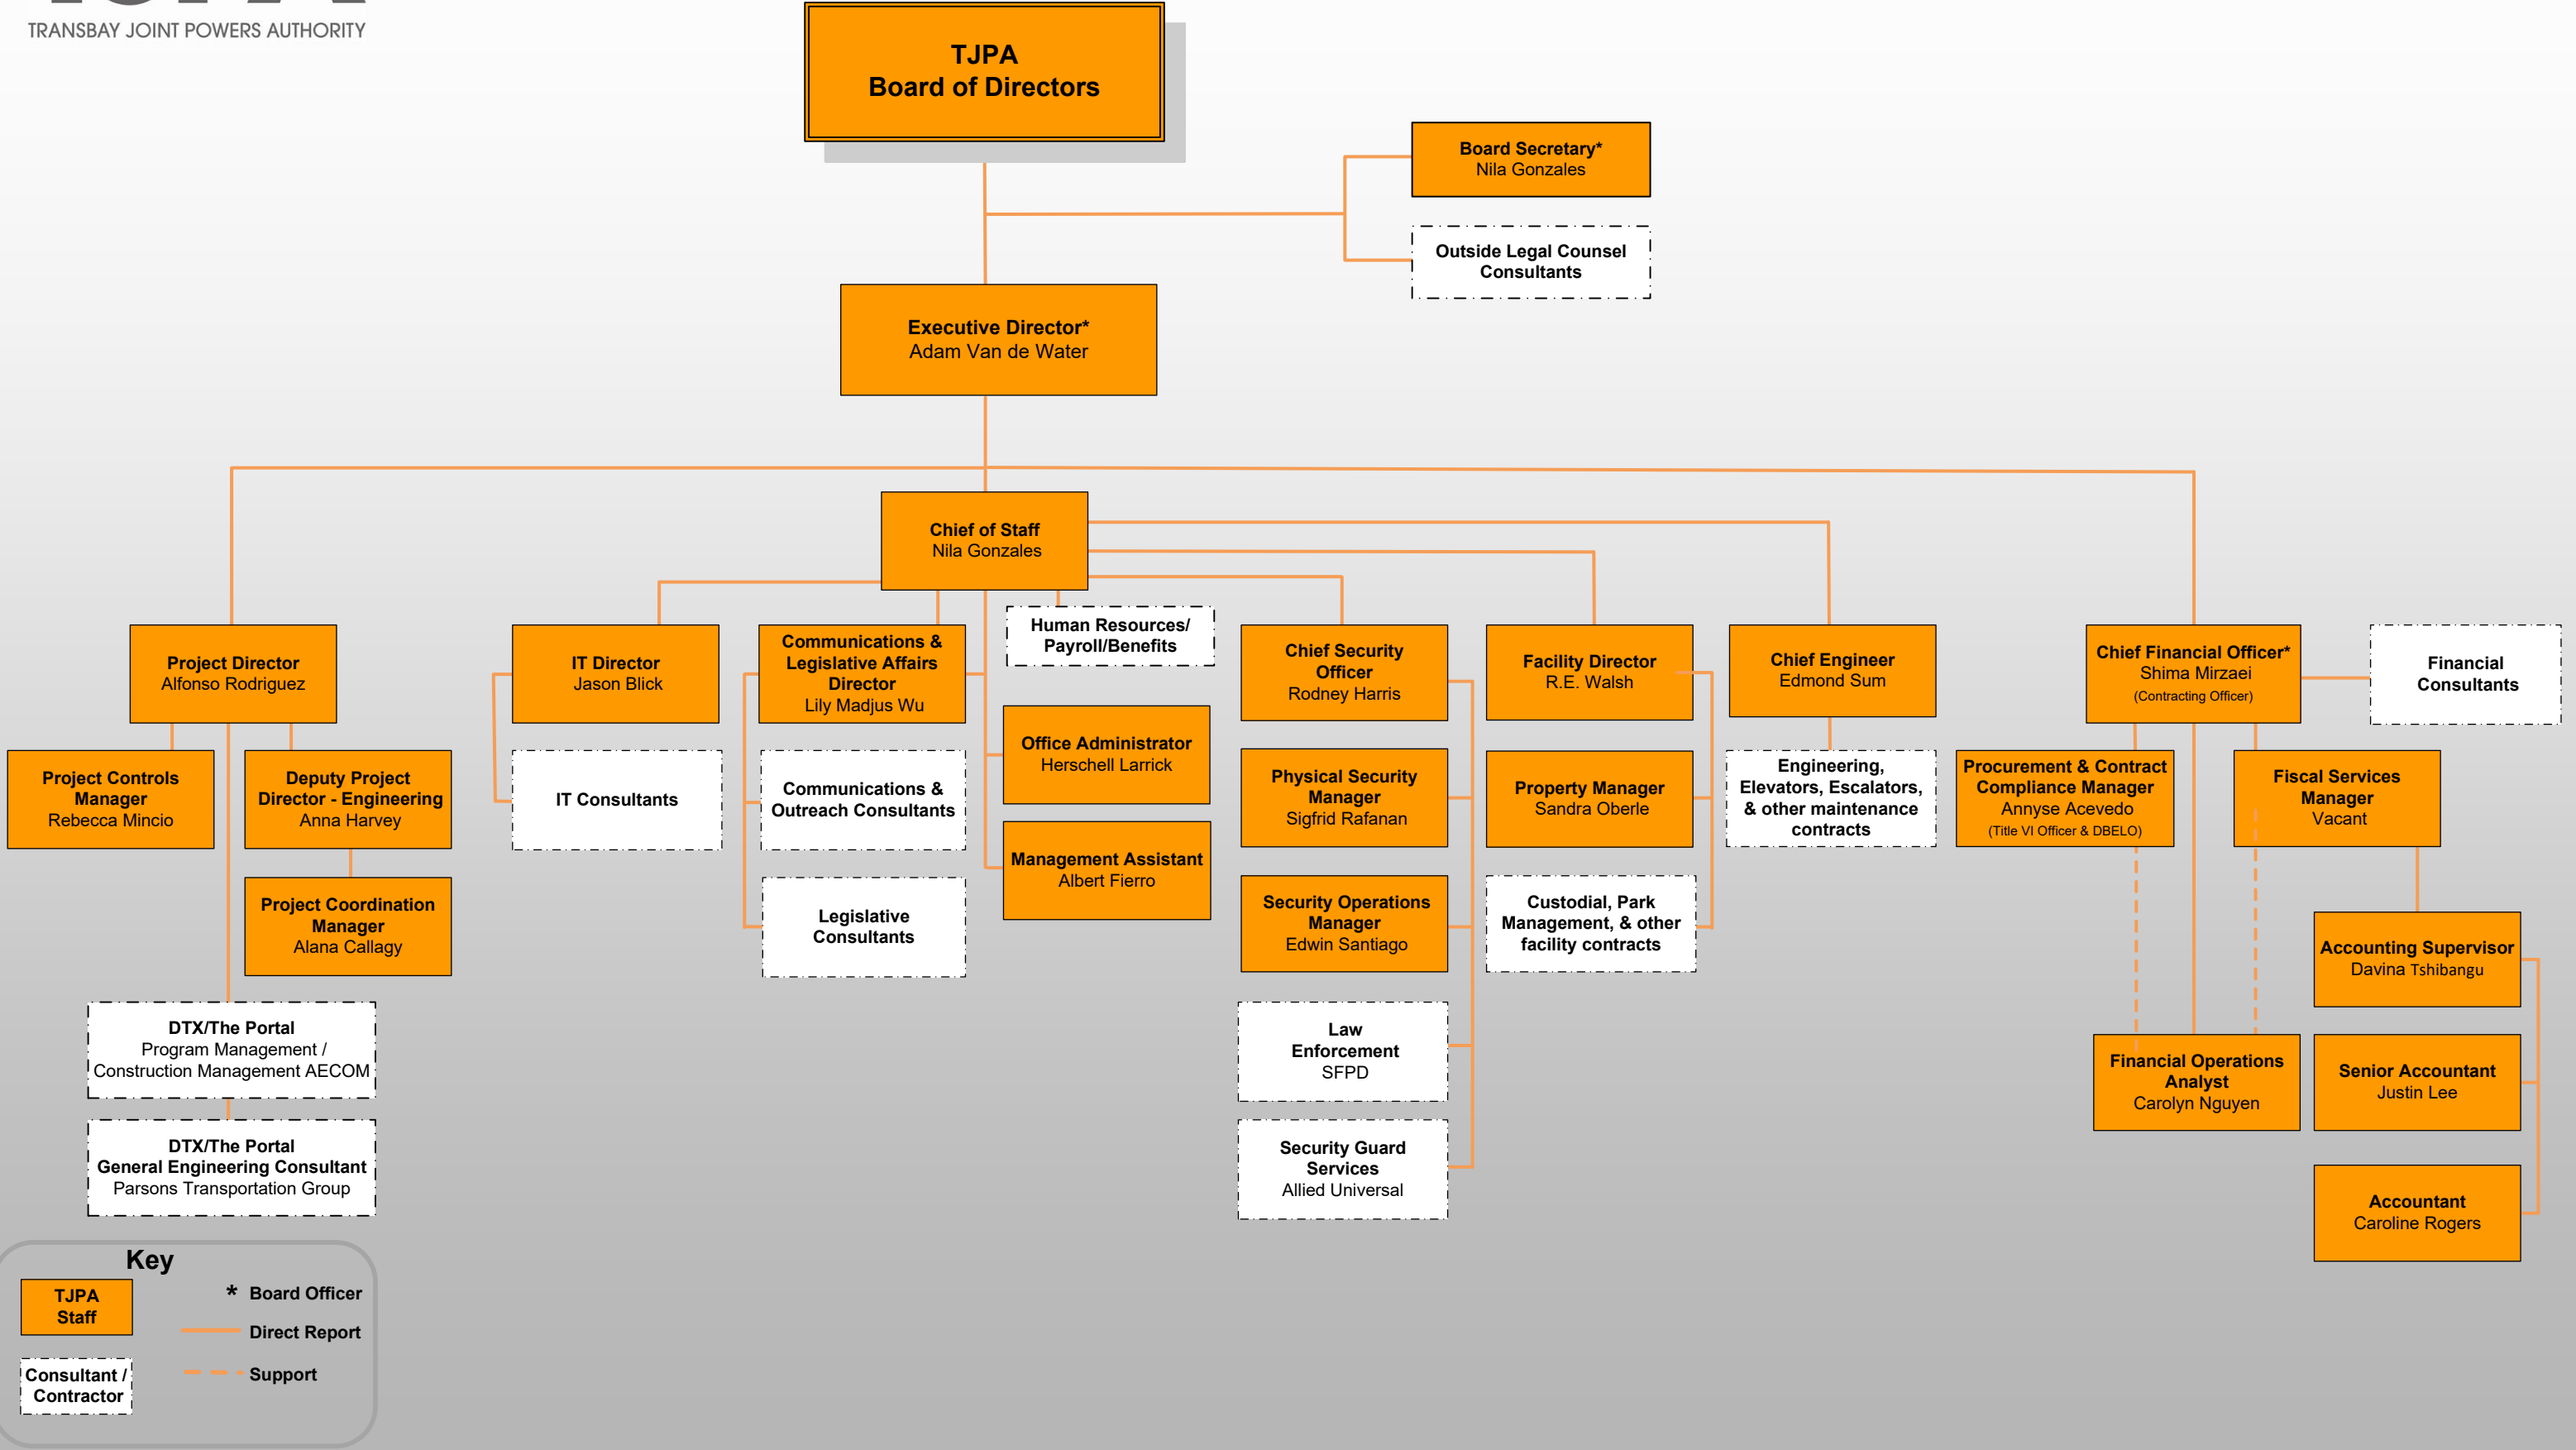 TRANSBAY JOINT POWERS AUTHORITY
TJPA
Board of Directors
Board Secretary*
Nila Gonzales
Outside Legal Counsel
Consultants
Executive Director*
Adam Van de Water
Chief of Staff
Nila Gonzales
Project Director
Alfonso Rodriguez
Project Controls
Manager
Rebecca Mincio
Deputy Project
Director - Engineering
Anna Harvey
Project Coordination
Manager
Alana Callagy
DTX/The Portal
Program Management /
Construction Management AECOM
DTX/The Portal
General Engineering Consultant
Parsons Transportation Group
IT Director
Jason Blick
IT Consultants
Communications &
Legislative Affairs
Director
Lily Madjus Wu
Communications &
Outreach Consultants
Legislative
Consultants
Human Resources/
Payroll/Benefits
Office Administrator
Herschell Larrick
Management Assistant
Albert Fierro
Chief Security
Officer
Rodney Harris
Physical Security
Manager
Sigfrid Rafanan
Security Operations
Manager
Edwin Santiago
Law
Enforcement
SFPD
Security Guard
Services
Allied Universal
Facility Director
R.E. Walsh
Property Manager
Sandra Oberle
Custodial, Park
Management, & other
facility contracts
Chief Engineer
Edmond Sum
Engineering,
Elevators, Escalators,
& other maintenance
contracts
Chief Financial Officer*
Shima Mirzaei
(Contracting Officer)
Financial
Consultants
Procurement & Contract
Compliance Manager
Annyse Acevedo
(Title VI Officer & DBELO)
Fiscal Services
Manager
Vacant
Financial Operations
Analyst
Carolyn Nguyen
Accounting Supervisor
Davina Tshibangu
Senior Accountant
Justin Lee
Accountant
Caroline Rogers
Key
TJPA
Staff
Consultant /
Contractor
* Board Officer
Direct Report
Support